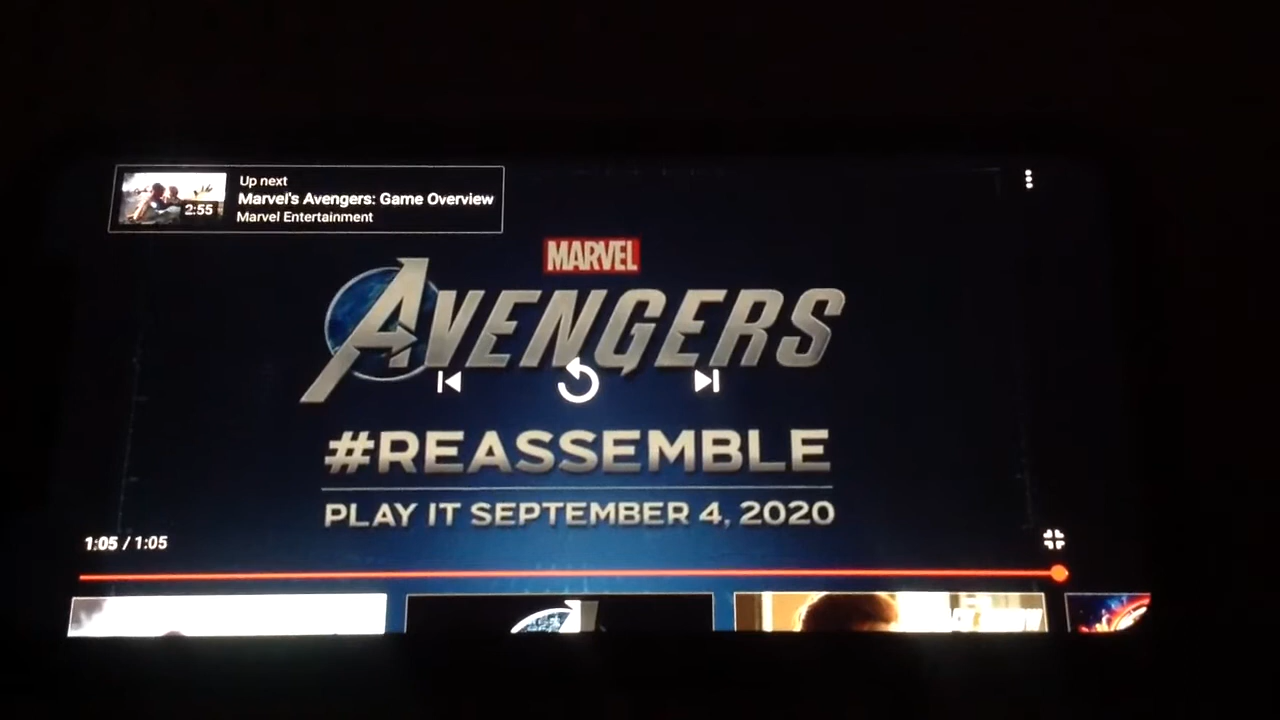 Up next
Marvel's Avengers: Game Overview
2:55
Marvel Entertainment
MARVEL
AVENGERS
#REASSEMBLE
PLAY IT SEPTEMBER 4, 2020
1:05 / 1:05